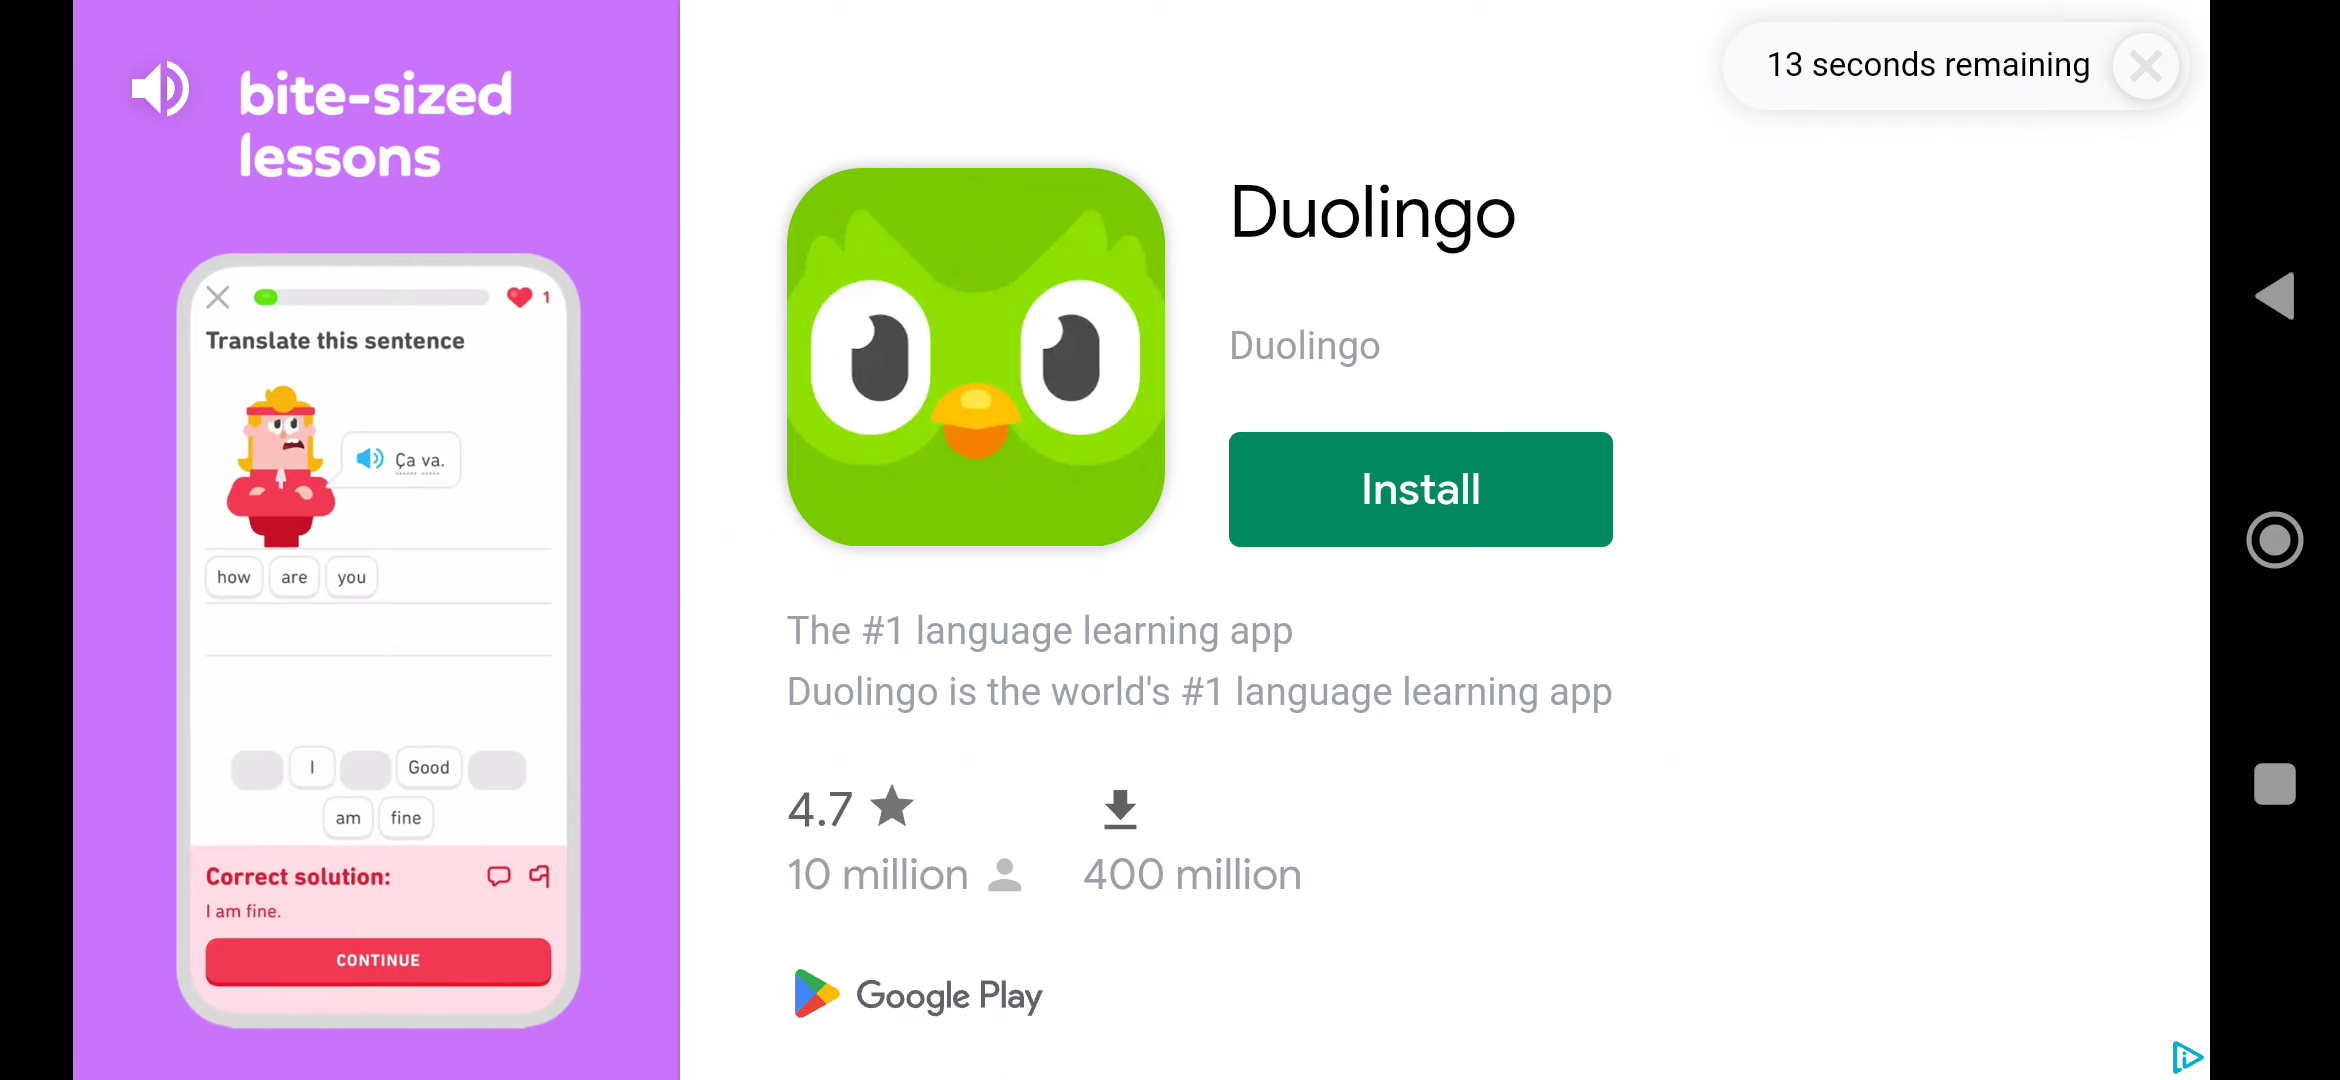 bite-sized
lessons
1
Translate this sentence
Ça va.
how are you
I Good
am fine
Correct solution:
I am fine.
CONTINUE
13 seconds remaining
Duolingo
Duolingo
Install
The #1 language learning app
Duolingo is the world's #1 language learning app
4.7
10 million 400 million
Google Play